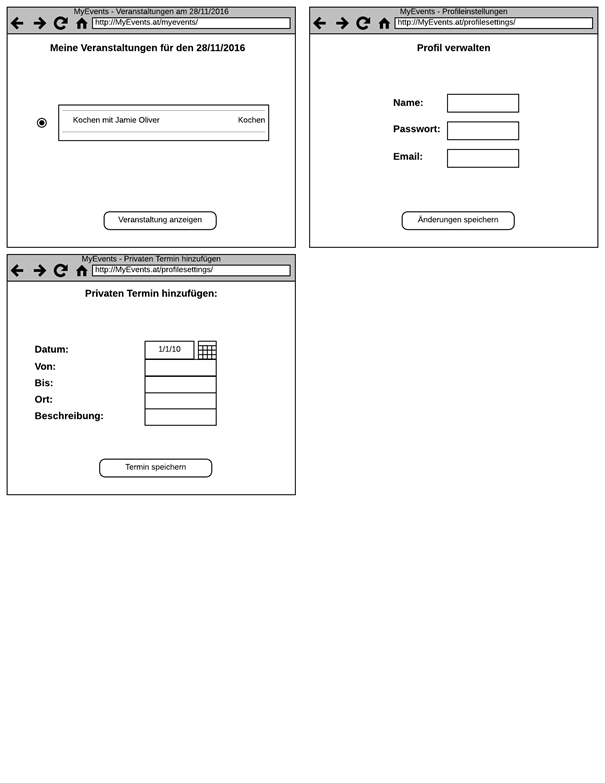 MyEvents - Veranstaltungen am 28/11/2016
http://MyEvents.at/myevents/
Meine Veranstaltungen für den 28/11/2016
Kochen mit Jamie Oliver Kochen
Veranstaltung anzeigen
MyEvents - Profileinstellungen
http://MyEvents.at/profilesettings/
Profil verwalten
Name:
Passwort:
Email:
Änderungen speichern
MyEvents - Privaten Termin hinzufügen
http://MyEvents.at/profilesettings/
Privaten Termin hinzufügen:
Datum: 1/1/10
Von:
Bis:
Ort:
Beschreibung:
Termin speichern